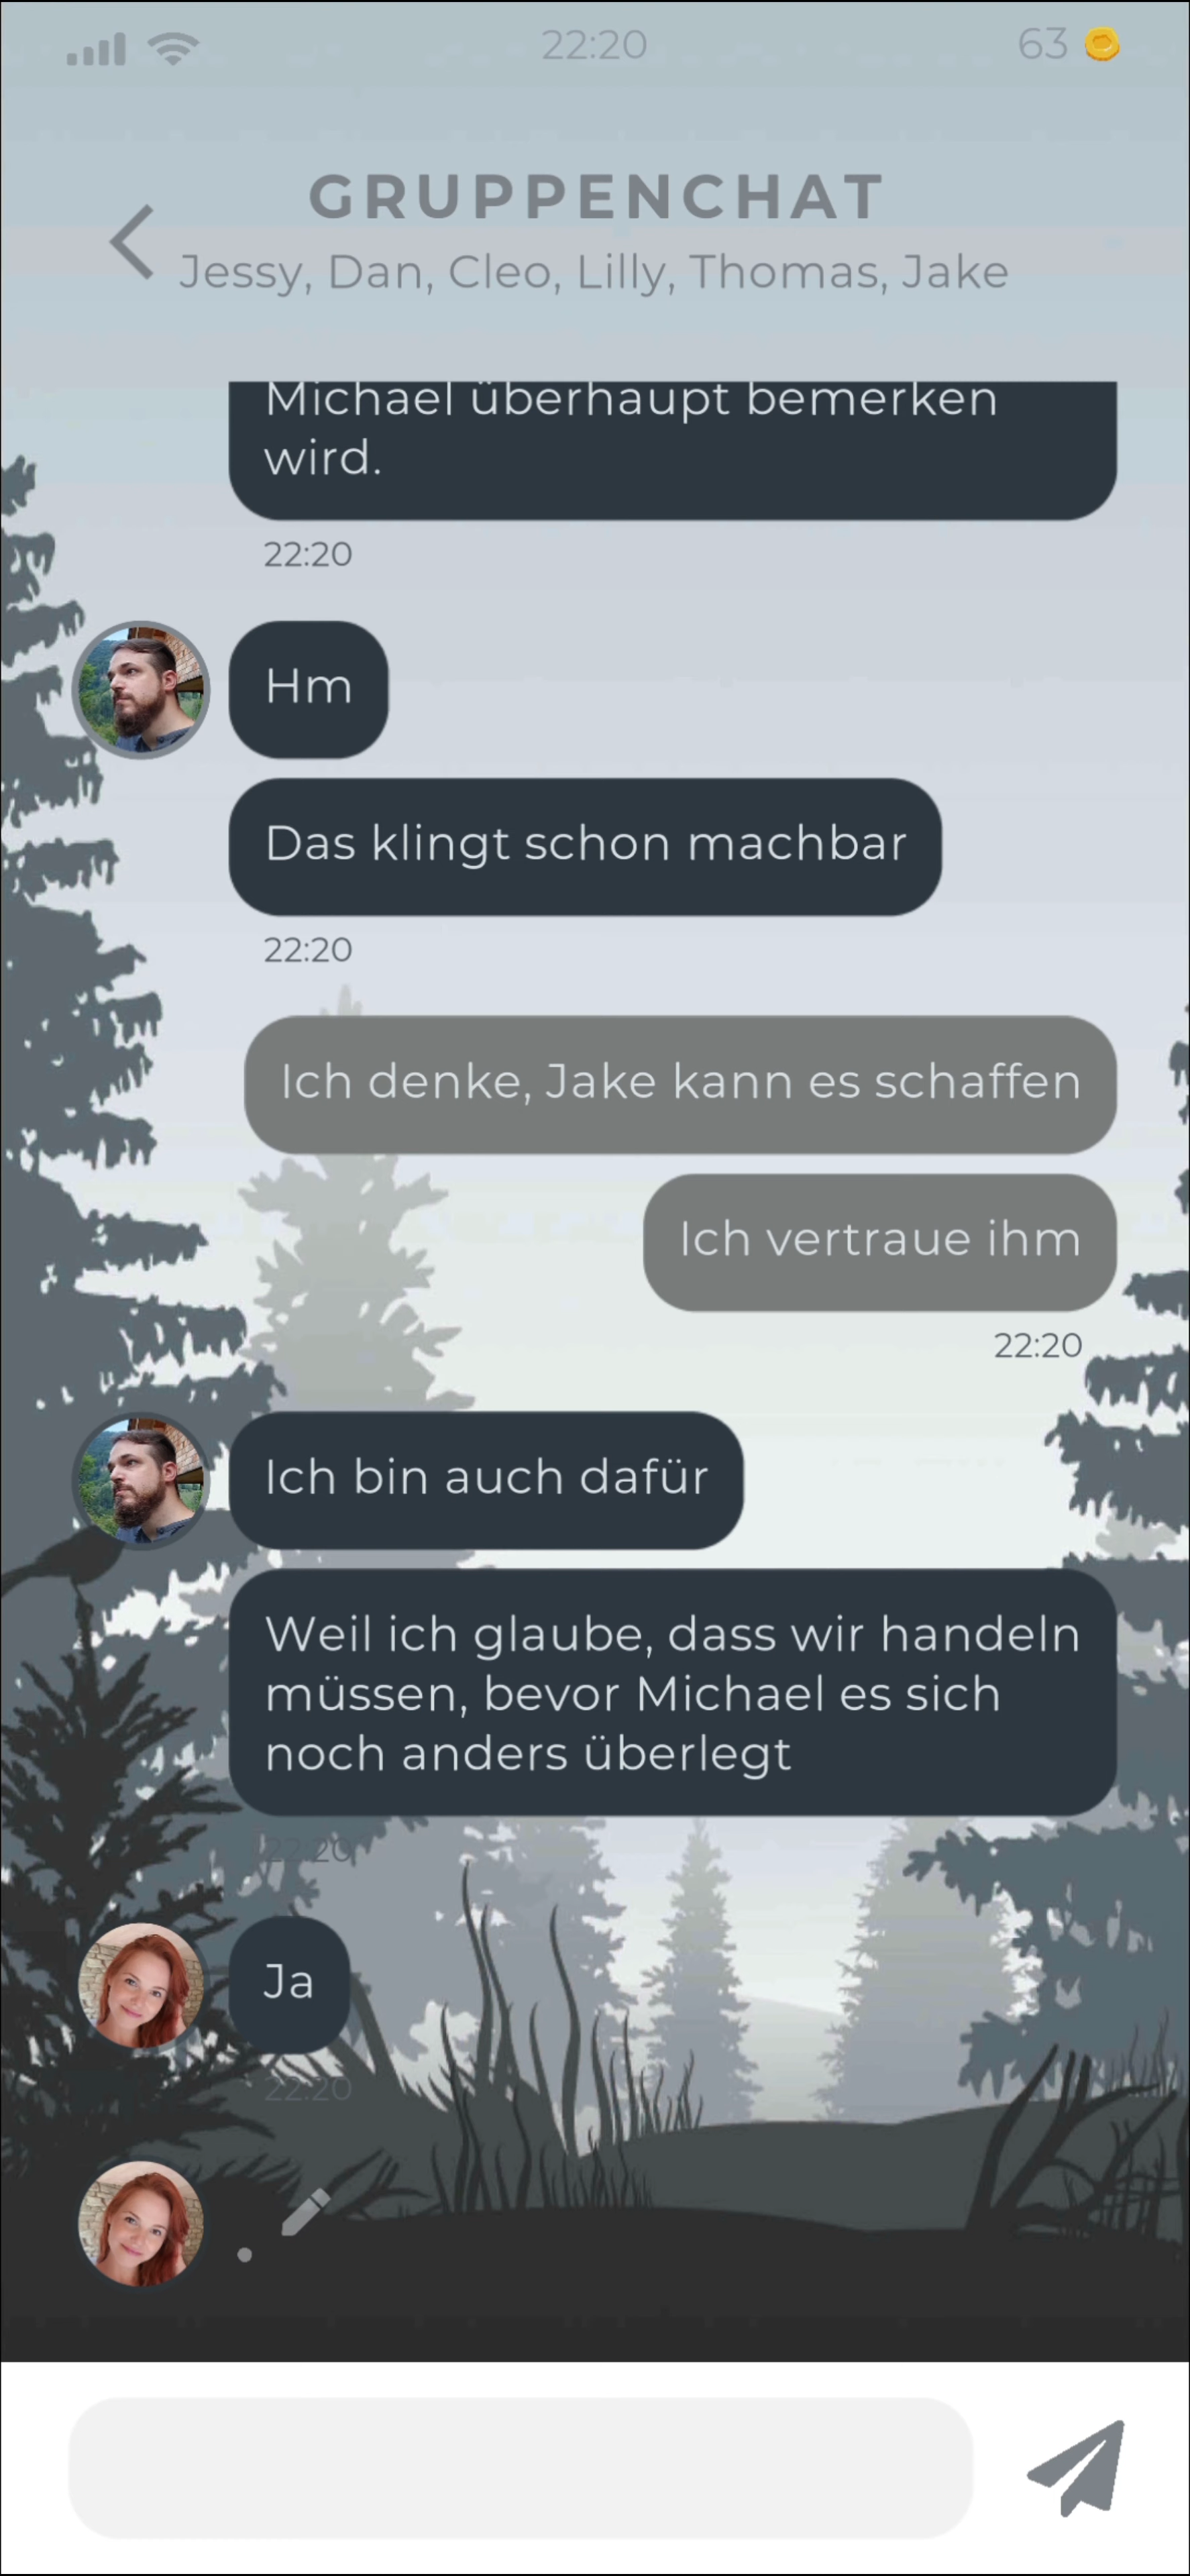 22:20
63
GRUPPENCHAT
Jessy, Dan, Cleo, Lilly, Thomas, Jake
Michael überhaupt bemerken
wird.
22:20
Hm
Das klingt schon machbar
22:20
Ich denke, Jake kann es schaffen
Ich vertraue ihm
22:20
Ich bin auch dafür
Weil ich glaube, dass wir handeln
müssen, bevor Michael es sich
noch anders überlegt
22:20
Ja
22:20